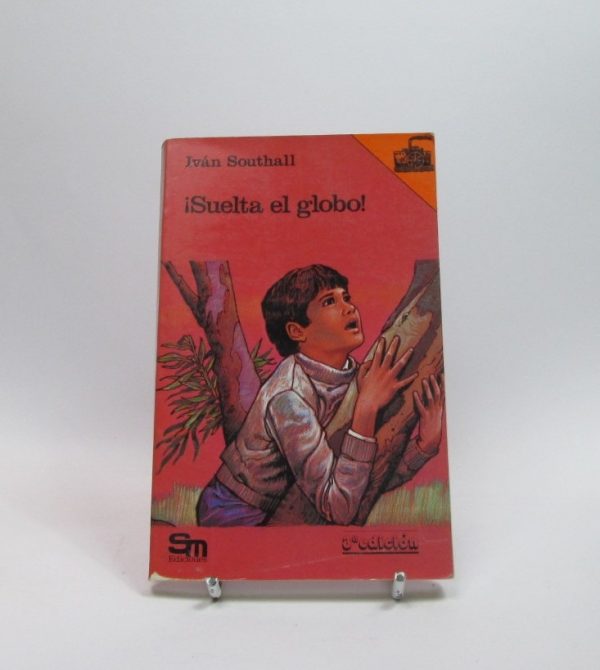 Iván Southall
¡Suelta el globo!
Sm
Ediciones
3ª edición